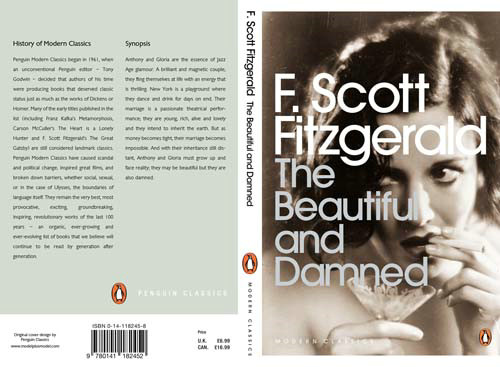 History of Modern Classics
Penguin Modern Classics began in 1961, when
an unconventional Penguin editor – Tony
Godwin – decided that authors of his time
were producing books that deserved classic
status just as much as the works of Dickens or
Homer. Many of the early titles published in the
list (including Franz Kafka's Metamorphosis,
Carson McCuller's The Heart is a Lonely
Hunter and F. Scott Fitzgerald's The Great
Gatsby) are still considered landmark classics.
Penguin Modern Classics have caused scandal
and political change, inspired great films, and
broken down barriers, whether social, sexual,
or in the case of Ulysses, the boundaries of
language itself. They remain the very best, most
provocative, exciting, groundbreaking,
inspiring, revolutionary works of the last 100
years – an organic, ever-growing and
ever-evolving list of books that we believe will
continue to be read by generation after
generation.
Synopsis
Anthony and Gloria are the essence of Jazz
Age glamour. A brilliant and magnetic couple,
they fling themselves at life with an energy that
is thrilling. New York is a playground where
they dance and drink for days on end. Their
marriage is a passionate theatrical perfor-
mance; they are young, rich, alive and lovely
and they intend to inherit the earth. But as
money becomes tight, their marriage becomes
impossible. And with their inheritance still dis-
tant, Anthony and Gloria must grow up and
face reality; they may be beautiful but they are
also damned.
PENGUIN CLASSICS
Original cover design by
Penguin Classics
www.modelplasmodel.com
ISBN 0-14-118245-8
9 780141 182452
Price
U.K. £6.99
CAN. £16.99
F. Scott Fitzgerald The Beautiful and Damned
MODERN CLASSICS
F. Scott
Fitzgerald
The
Beautiful
and
Damned
MODERN CLASSICS